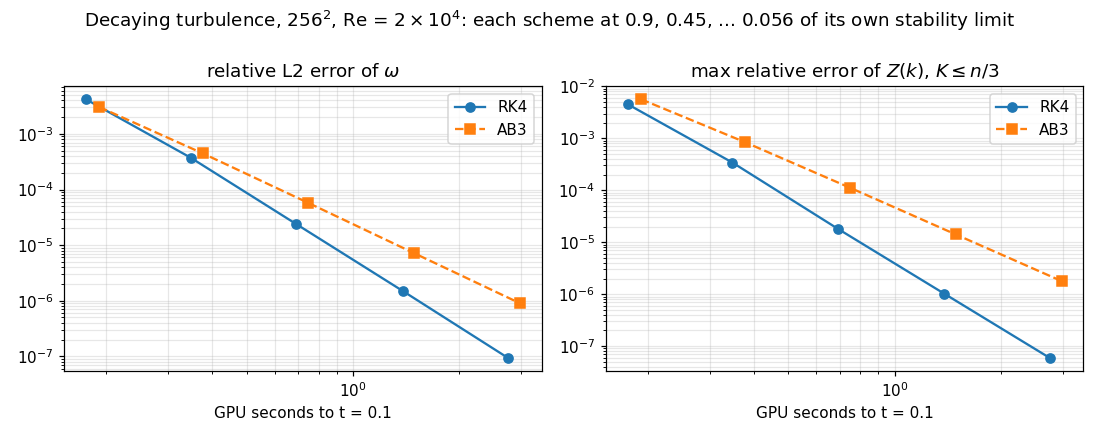 Decaying turbulence, 256², Re = 2 × 10⁴: each scheme at 0.9, 0.45, ... 0.056 of its own stability limit
relative L2 error of ω
10⁻³
10⁻⁴
10⁻⁵
10⁻⁶
10⁻⁷
RK4
AB3
10⁰
GPU seconds to t = 0.1
max relative error of Z(k), K ≤ n/3
10⁻²
10⁻³
10⁻⁴
10⁻⁵
10⁻⁶
10⁻⁷
RK4
AB3
10⁰
GPU seconds to t = 0.1